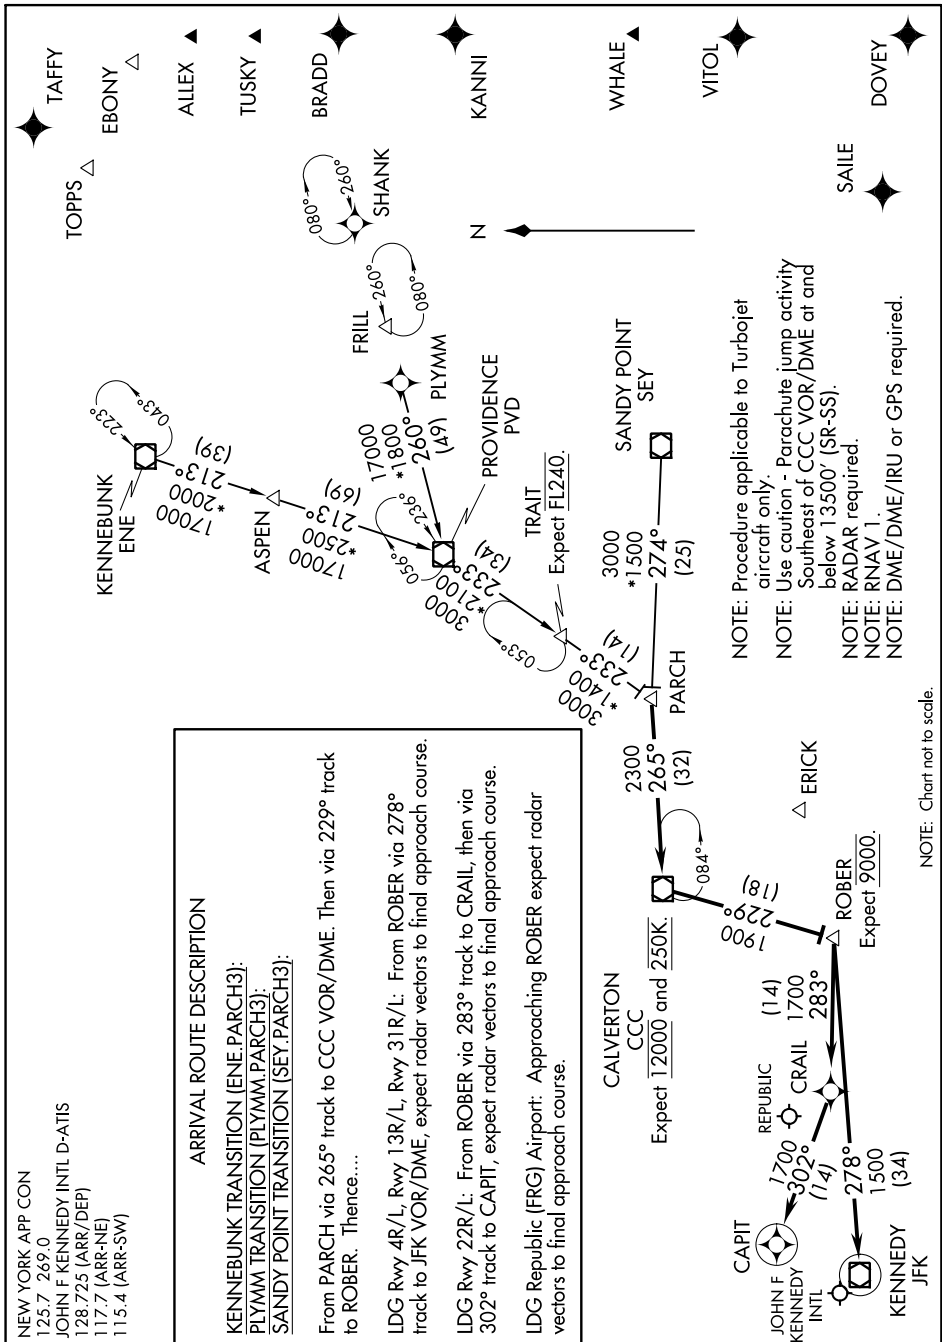 NEW YORK APP CON
125.7 269.0
JOHN F KENNEDY INTL D-ATIS
128.725 (ARR/DEP)
117.7 (ARR-NE)
115.4 (ARR-SW)
ARRIVAL ROUTE DESCRIPTION
KENNEBUNK TRANSITION (ENE.PARCH3):
PLYMM TRANSITION (PLYMM.PARCH3):
SANDY POINT TRANSITION (SEY.PARCH3):
From PARCH via 265° track to CCC VOR/DME. Then via 229° track
to ROBER. Thence....
LDG Rwy 4R/L, Rwy 13R/L, Rwy 31R/L: From ROBER via 278°
track to JFK VOR/DME, expect radar vectors to final approach course.
LDG Rwy 22R/L: From ROBER via 283° track to CRAIL, then via
302° track to CAPIT, expect radar vectors to final approach course.
LDG Republic (FRG) Airport: Approaching ROBER expect radar
vectors to final approach course.
TOPPS
TAFFY
EBONY
ALLEX
TUSKY
BRADD
KANNI
WHALE
VITOL
DOVEY
SAILE
KENNEBUNK
ENE
223°
043°
17000
*2000
213°
(39)
ASPEN
17000
*2500
213°
(69)
SHANK
080°
260°
FRILL
260°
080°
PLYMM
17000
*1800
260°
(49)
PROVIDENCE
PVD
236°
056°
3000
*2100
233°
(34)
TRAIT
Expect FL240.
053°
3000
*1400
233°
(14)
N
SANDY POINT
SEY
3000
*1500
274°
(25)
PARCH
2300
265°
(32)
CALVERTON
CCC
Expect 12000 and 250K.
084°
1900
229°
(18)
ERICK
ROBER
Expect 9000.
(14)
1700
283°
CRAIL
REPUBLIC
1700
302°
(14)
CAPIT
278°
1500
(34)
JOHN F
KENNEDY
INTL
KENNEDY
JFK
NOTE: Procedure applicable to Turbojet
aircraft only.
NOTE: Use caution - Parachute jump activity
Southeast of CCC VOR/DME at and
below 13500' (SR-SS).
NOTE: RADAR required.
NOTE: RNAV 1.
NOTE: DME/DME/IRU or GPS required.
NOTE: Chart not to scale.